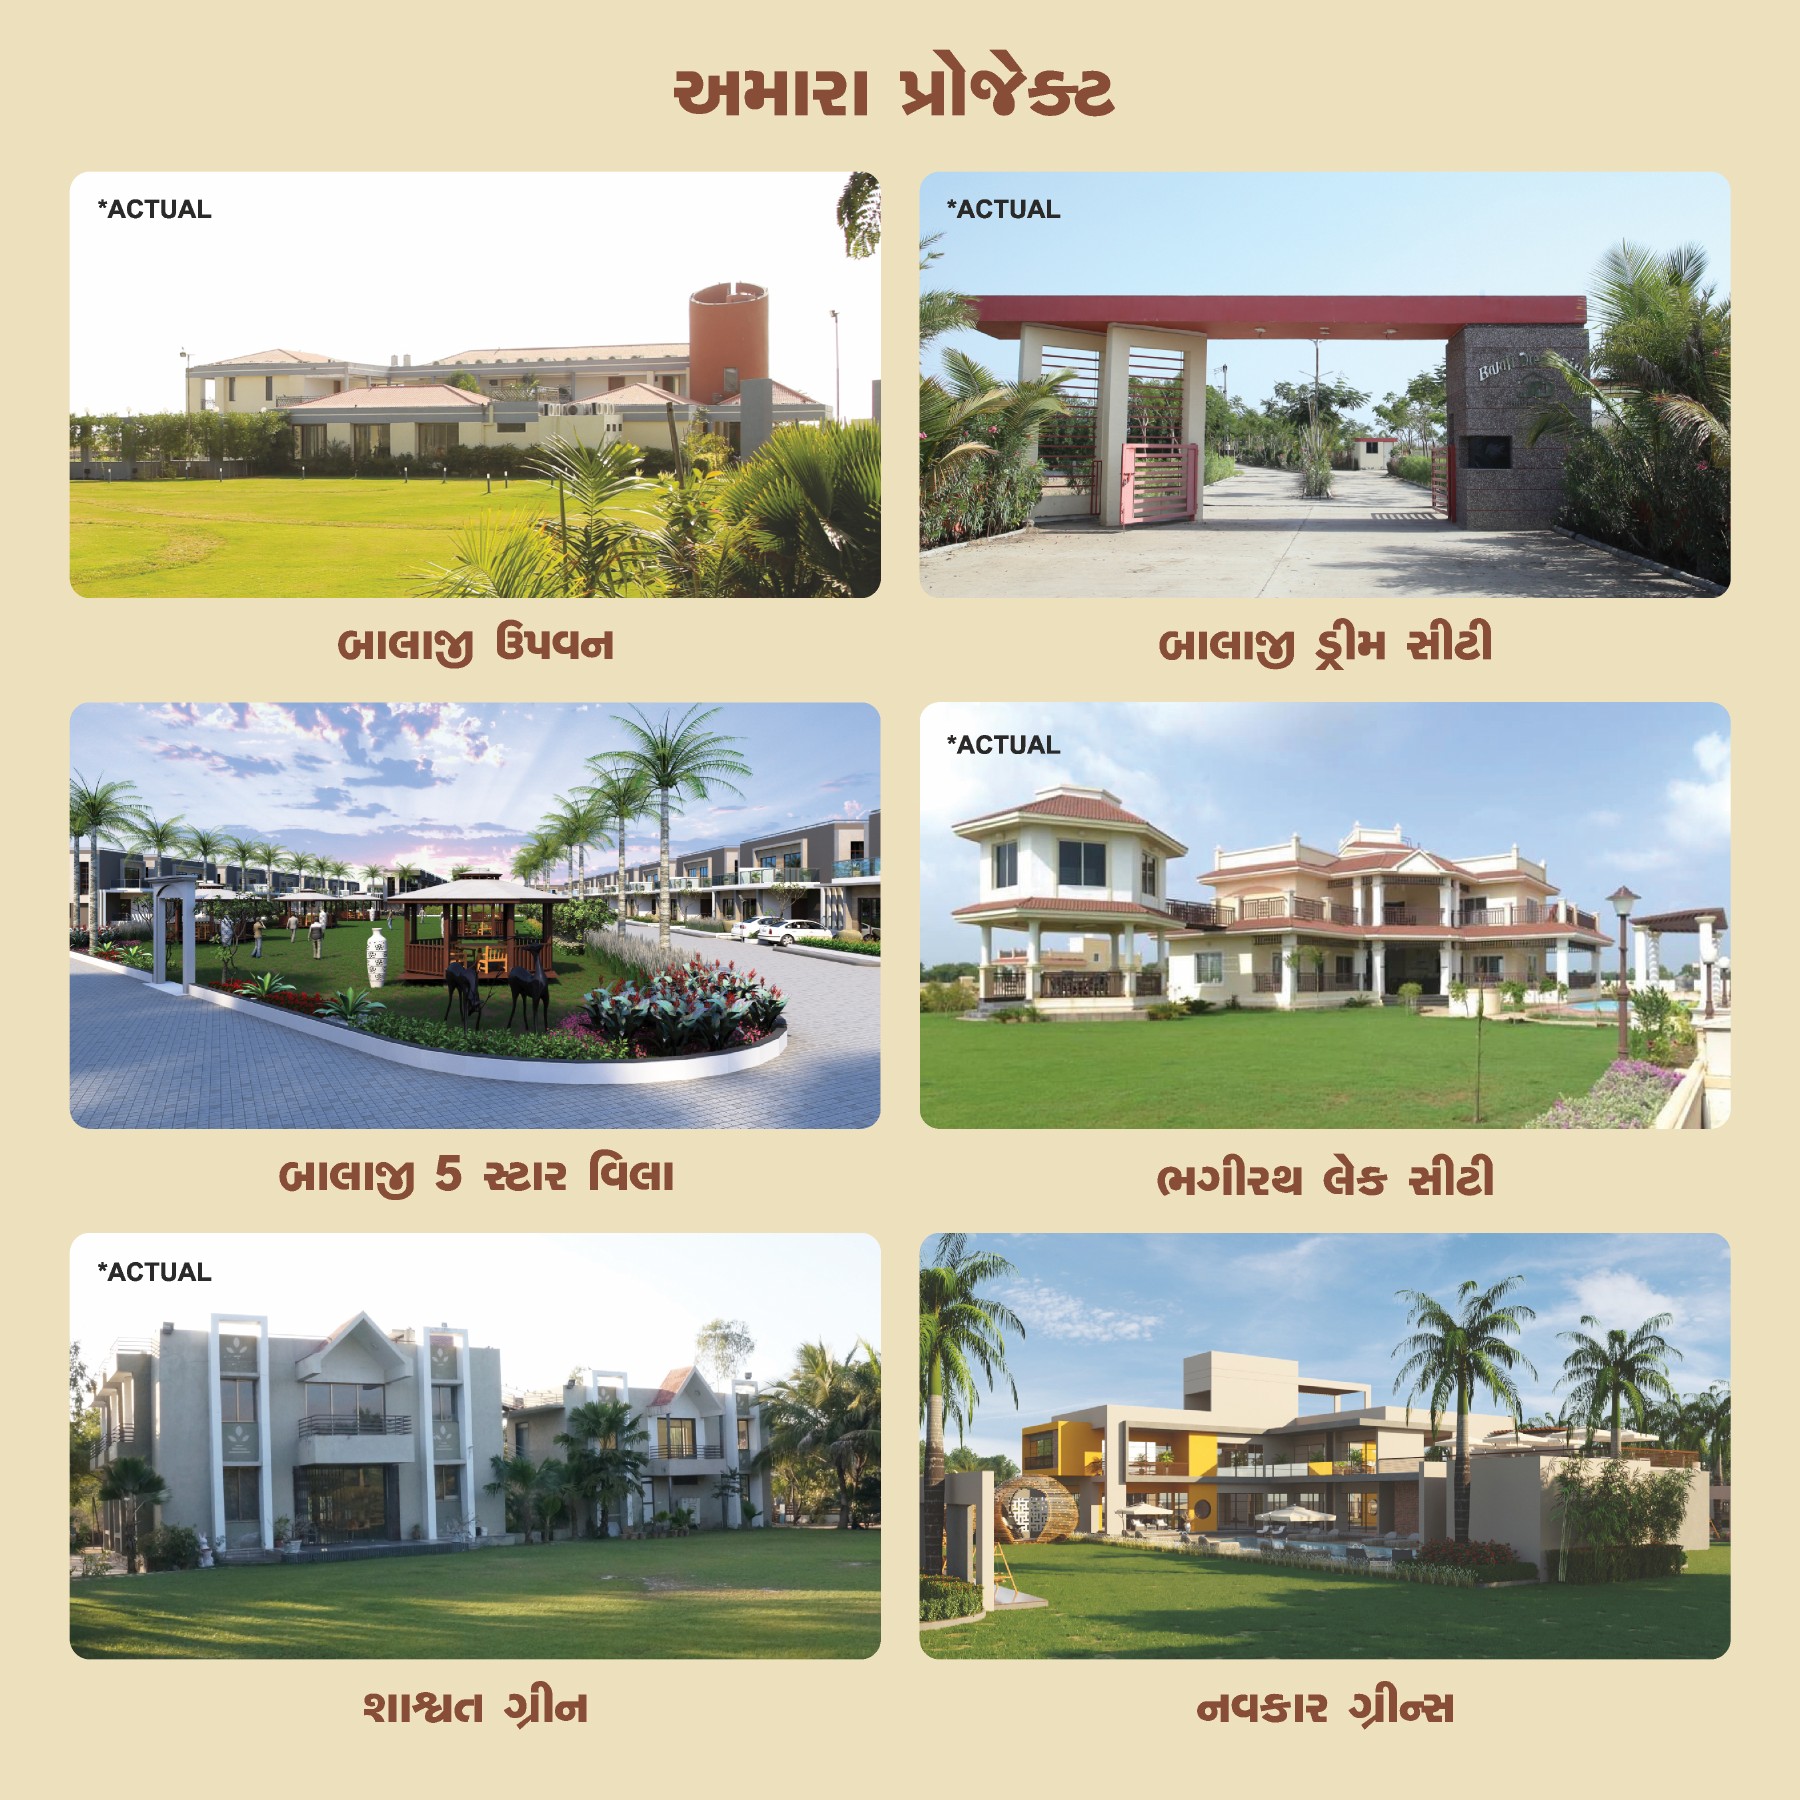 અમારા પ્રોજેક્ટ
*ACTUAL
*ACTUAL
બાલાજી ઉપવન
બાલાજી ડ્રીમ સીટી
*ACTUAL
બાલાજી 5 સ્ટાર વિલા
ભગીરથ લેક સીટી
*ACTUAL
શાશ્વત ગ્રીન
નવકાર ગ્રીન્સ